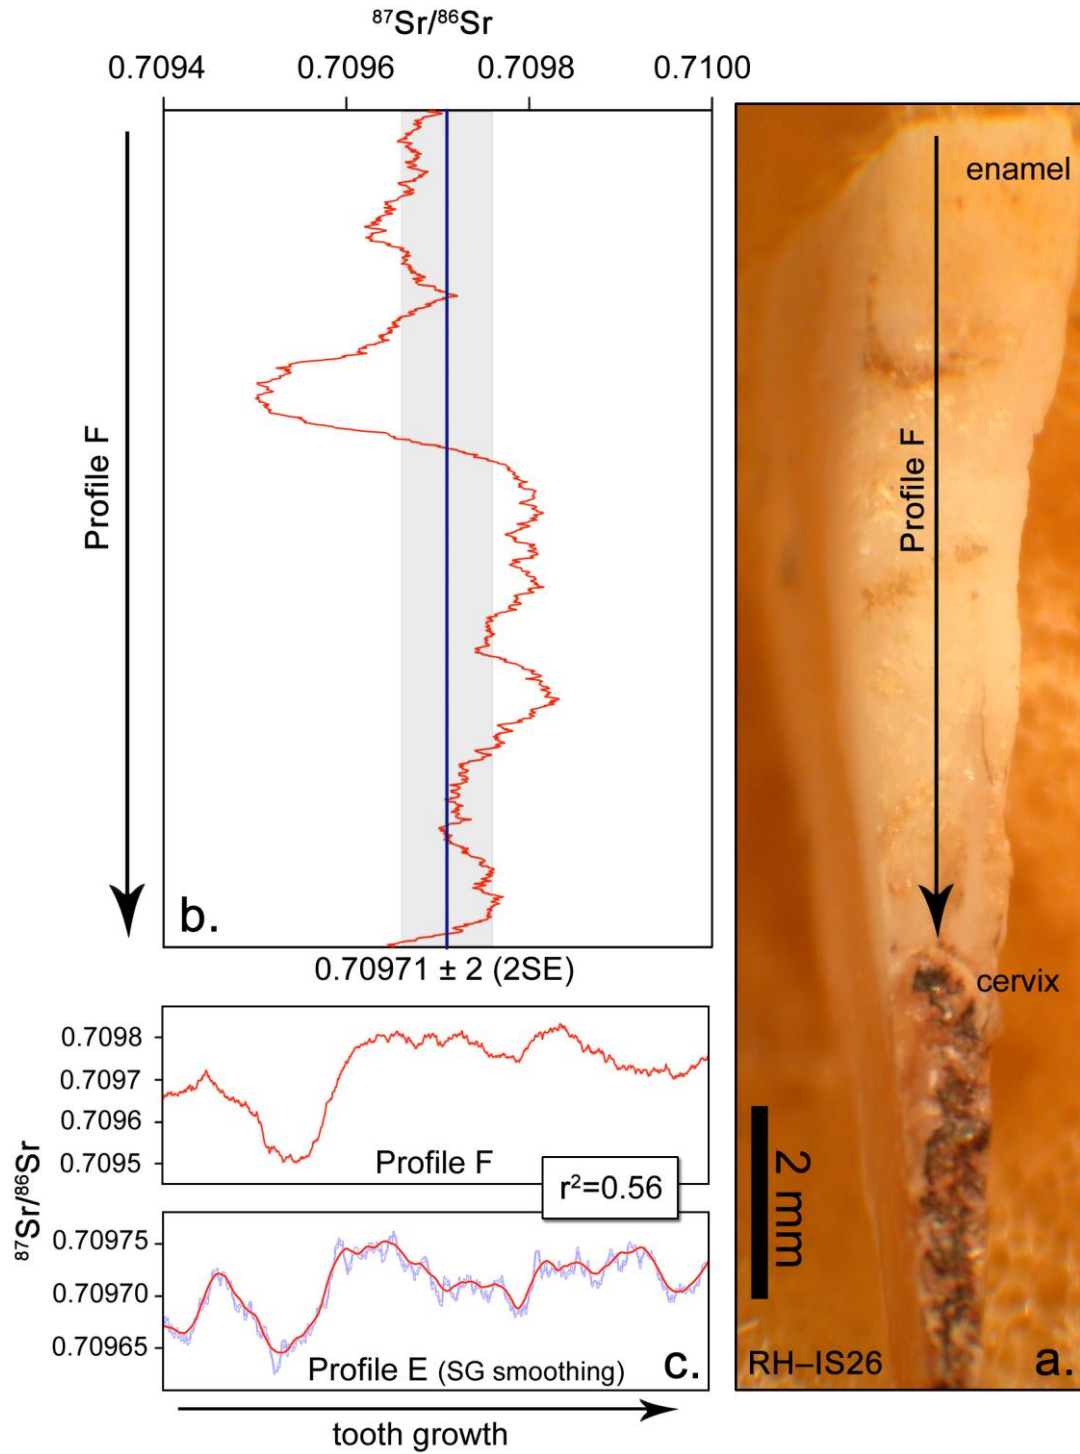 ⁸⁷Sr/⁸⁶Sr
0.7094 0.7096 0.7098 0.7100
Profile F
b.
0.70971 ± 2 (2SE)
enamel
Profile F
cervix
2 mm
RH–IS26
a.
⁸⁷Sr/⁸⁶Sr
0.7098
0.7097
0.7096
0.7095
Profile F
r²=0.56
0.70975
0.70970
0.70965
Profile E (SG smoothing)
c.
tooth growth